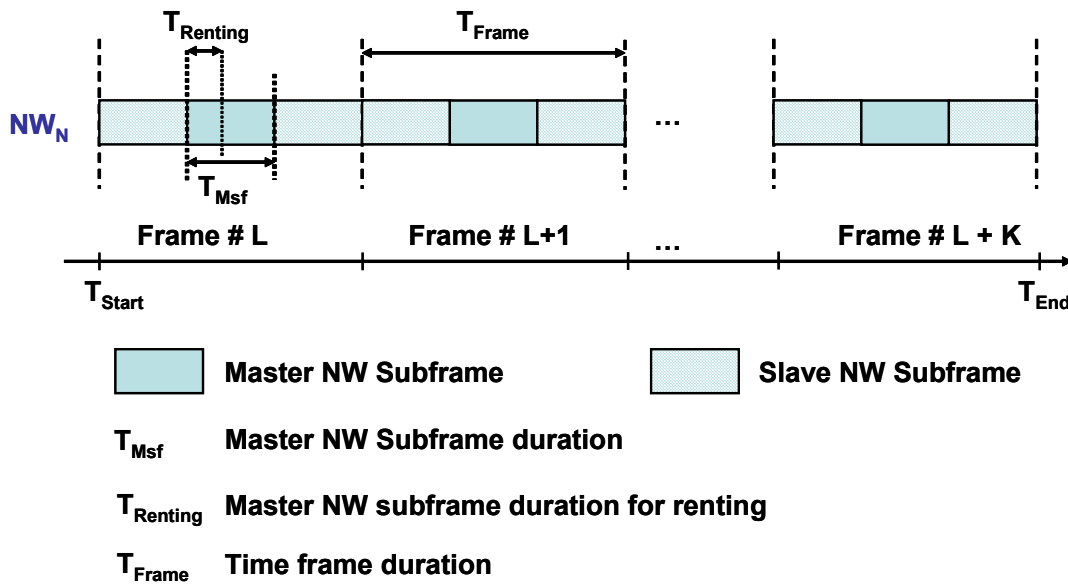 T_Renting
T_Frame
NW_N
...
T_Msf
Frame # L
Frame # L+1
...
Frame # L + K
T_Start
T_End
Master NW Subframe
Slave NW Subframe
T_Msf Master NW Subframe duration
T_Renting Master NW subframe duration for renting
T_Frame Time frame duration